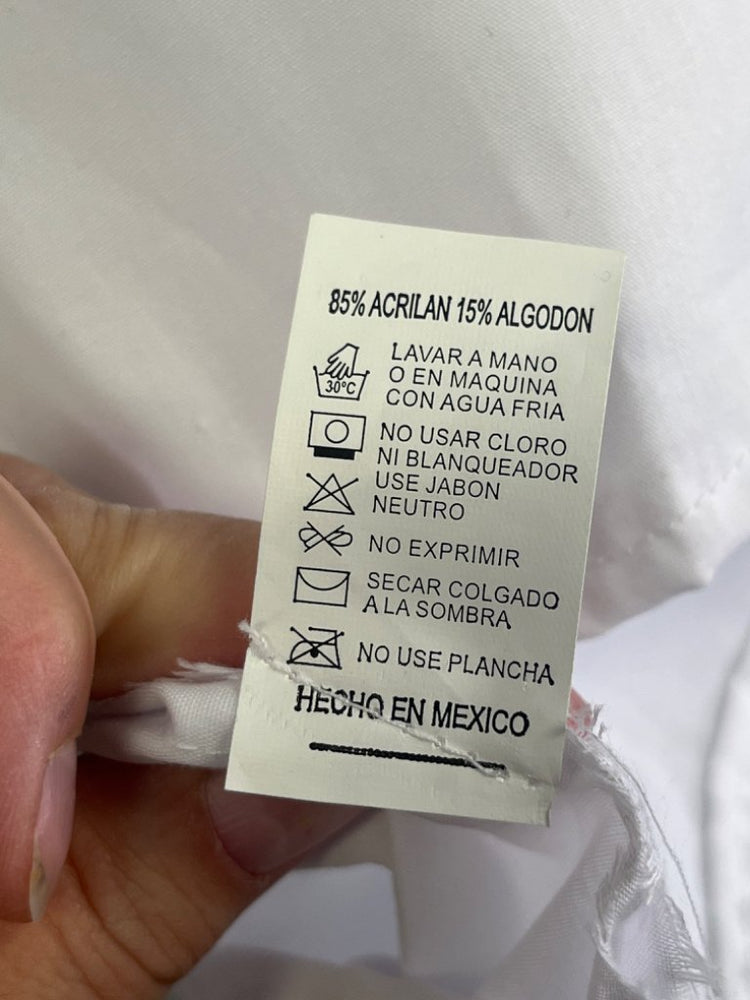 85% ACRILAN 15% ALGODON
LAVAR A MANO
O EN MAQUINA
CON AGUA FRIA
30°C
NO USAR CLORO
NI BLANQUEADOR
USE JABON
NEUTRO
NO EXPRIMIR
SECAR COLGADO
A LA SOMBRA
NO USE PLANCHA
HECHO EN MEXICO